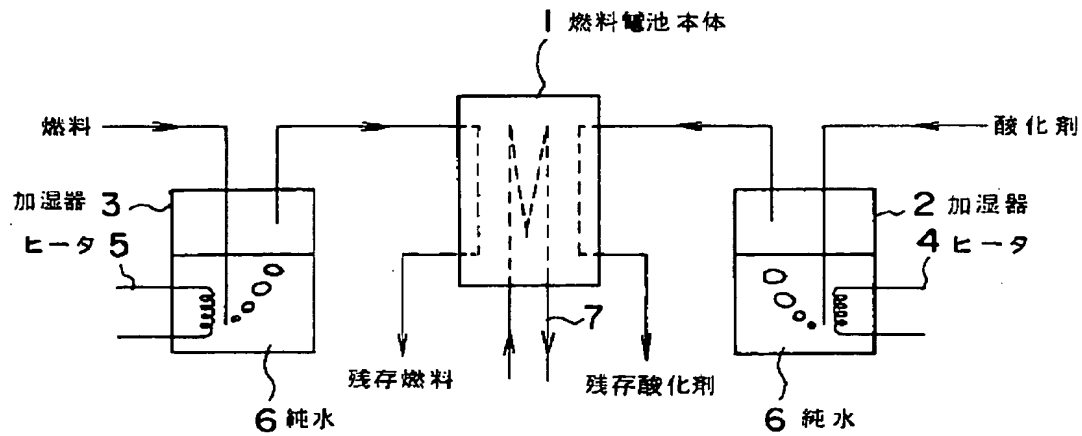 1 燃料電池本体
燃料
酸化剤
加湿器 3
2 加湿器
ヒータ 5
4 ヒータ
7
残存燃料
残存酸化剤
6 純水
6 純水